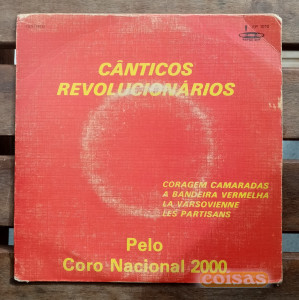 CÂNTICOS
REVOLUCIONÁRIOS
CORAGEM CAMARADAS
A BANDEIRA VERMELHA
LA VARSOVIENNE
LES PARTISANS
Pelo
Coro Nacional 2000
coisas